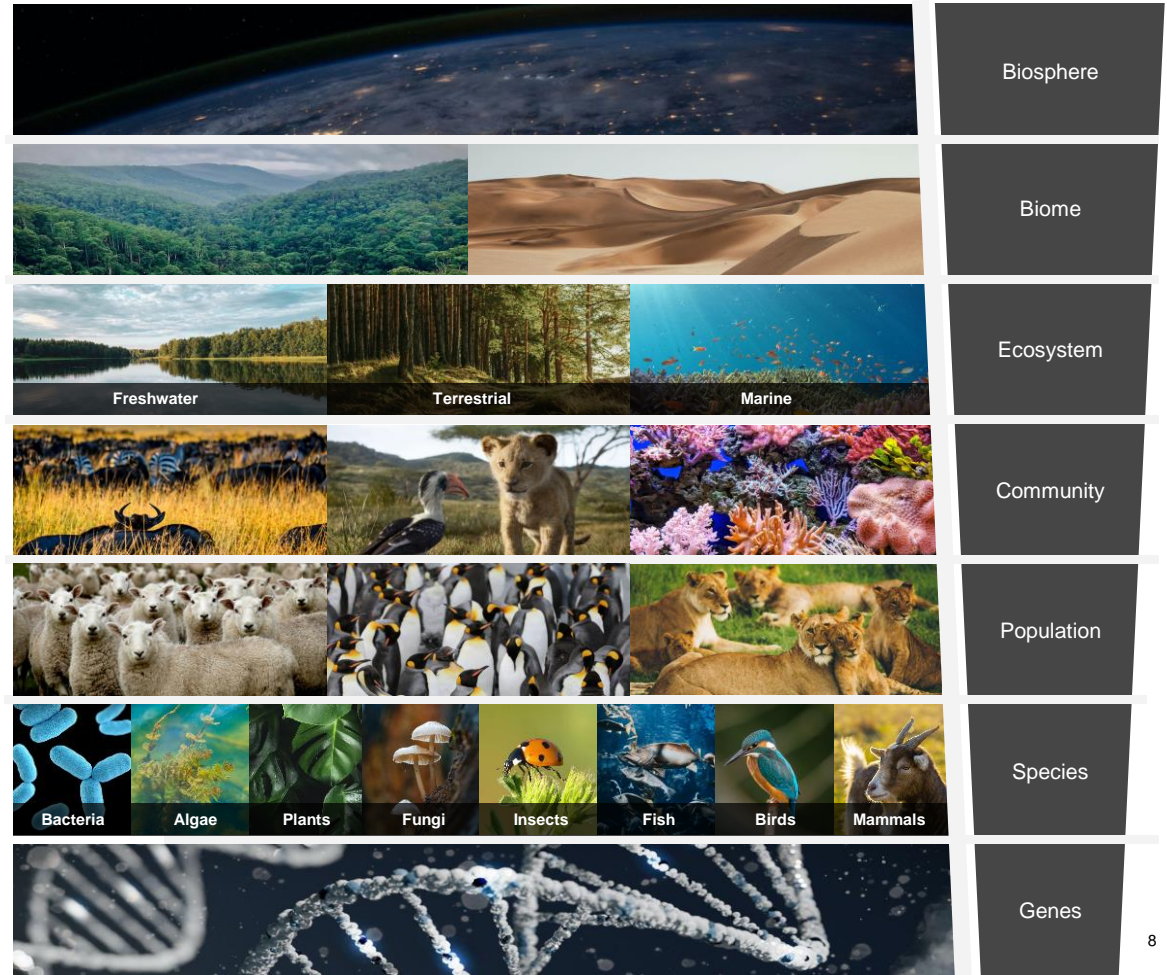 Biosphere
Biome
Ecosystem
Freshwater
Terrestrial
Marine
Community
Population
Species
Bacteria
Algae
Plants
Fungi
Insects
Fish
Birds
Mammals
Genes
8